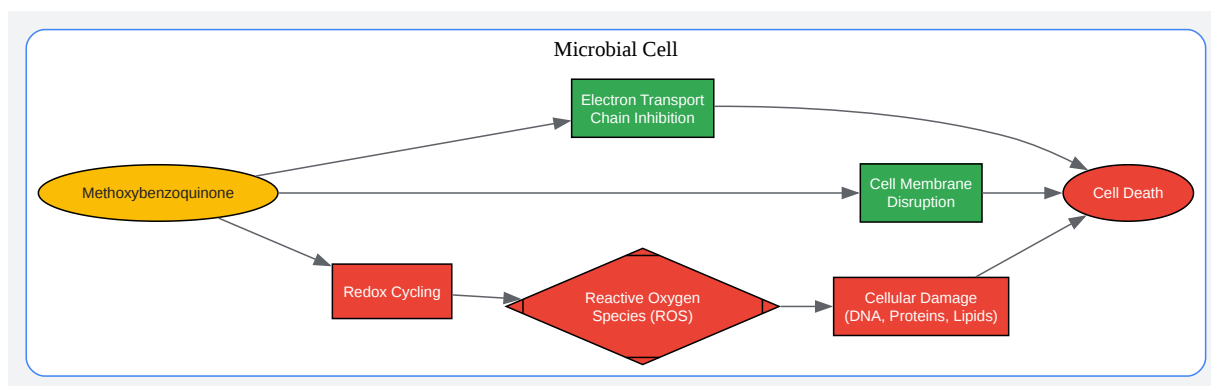 Microbial Cell
Electron Transport
Chain Inhibition
Methoxybenzoquinone
Cell Membrane
Disruption
Cell Death
Redox Cycling
Reactive Oxygen
Species (ROS)
Cellular Damage
(DNA, Proteins, Lipids)